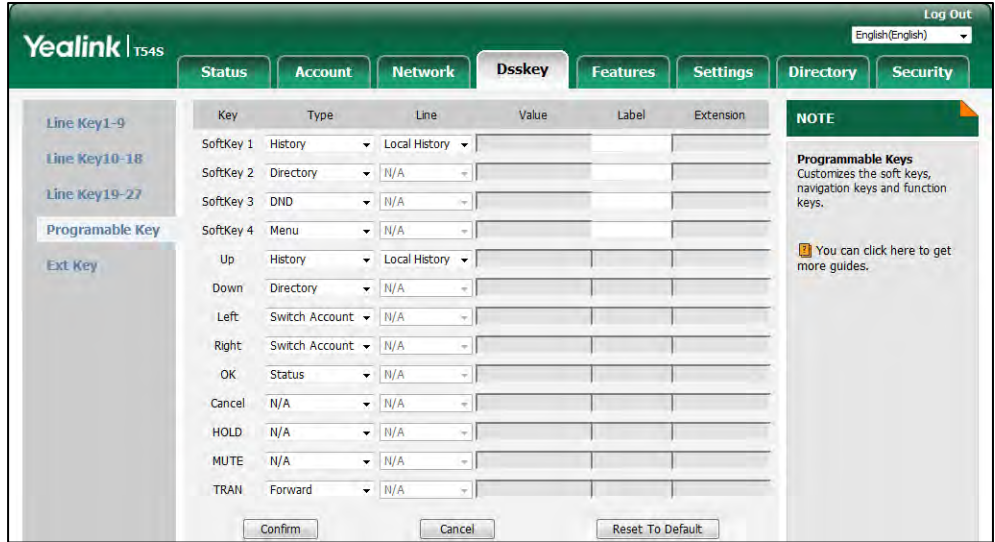 Log Out
Yealink | T54S
English(English)
Status Account Network Dsskey Features Settings Directory Security
Line Key1-9
Line Key10-18
Line Key19-27
Programable Key
Ext Key
Key Type Line Value Label Extension
SoftKey 1 History Local History
SoftKey 2 Directory N/A
SoftKey 3 DND N/A
SoftKey 4 Menu N/A
Up History Local History
Down Directory N/A
Left Switch Account N/A
Right Switch Account N/A
OK Status N/A
Cancel N/A N/A
HOLD N/A N/A
MUTE N/A N/A
TRAN Forward N/A
Confirm Cancel Reset To Default
NOTE
Programmable Keys
Customizes the soft keys,
navigation keys and function
keys.
? You can click here to get
more guides.